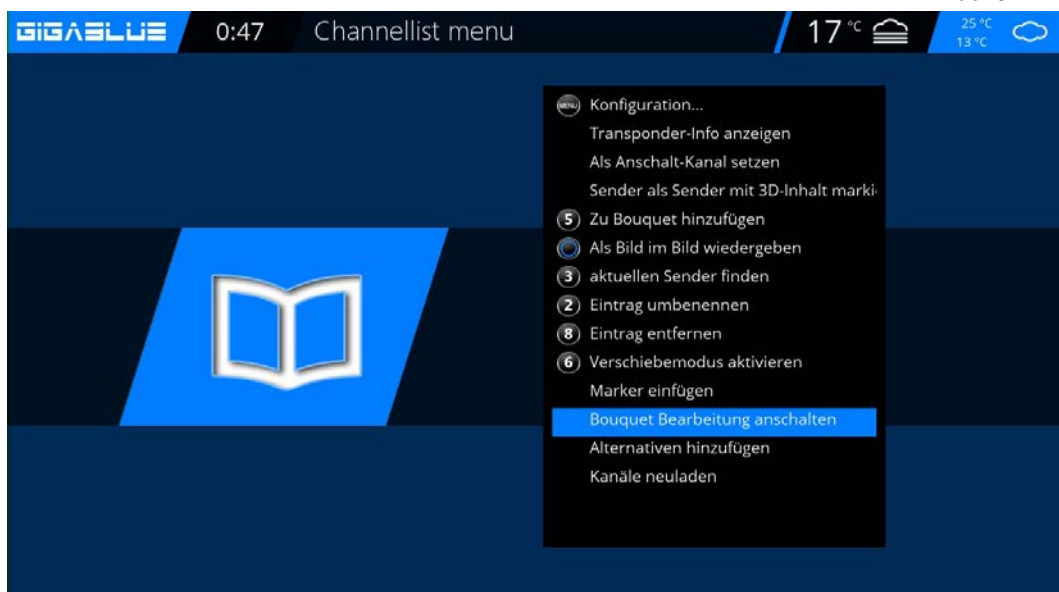 GIGABLUE 0:47 Channellist menu 17 °C 25 °C
13 °C
MENU Konfiguration...
Transponder-Info anzeigen
Als Anschalt-Kanal setzen
Sender als Sender mit 3D-Inhalt marki
5 Zu Bouquet hinzufügen
Als Bild im Bild wiedergeben
3 aktuellen Sender finden
2 Eintrag umbenennen
8 Eintrag entfernen
6 Verschiebemodus aktivieren
Marker einfügen
Bouquet Bearbeitung anschalten
Alternativen hinzufügen
Kanäle neuladen